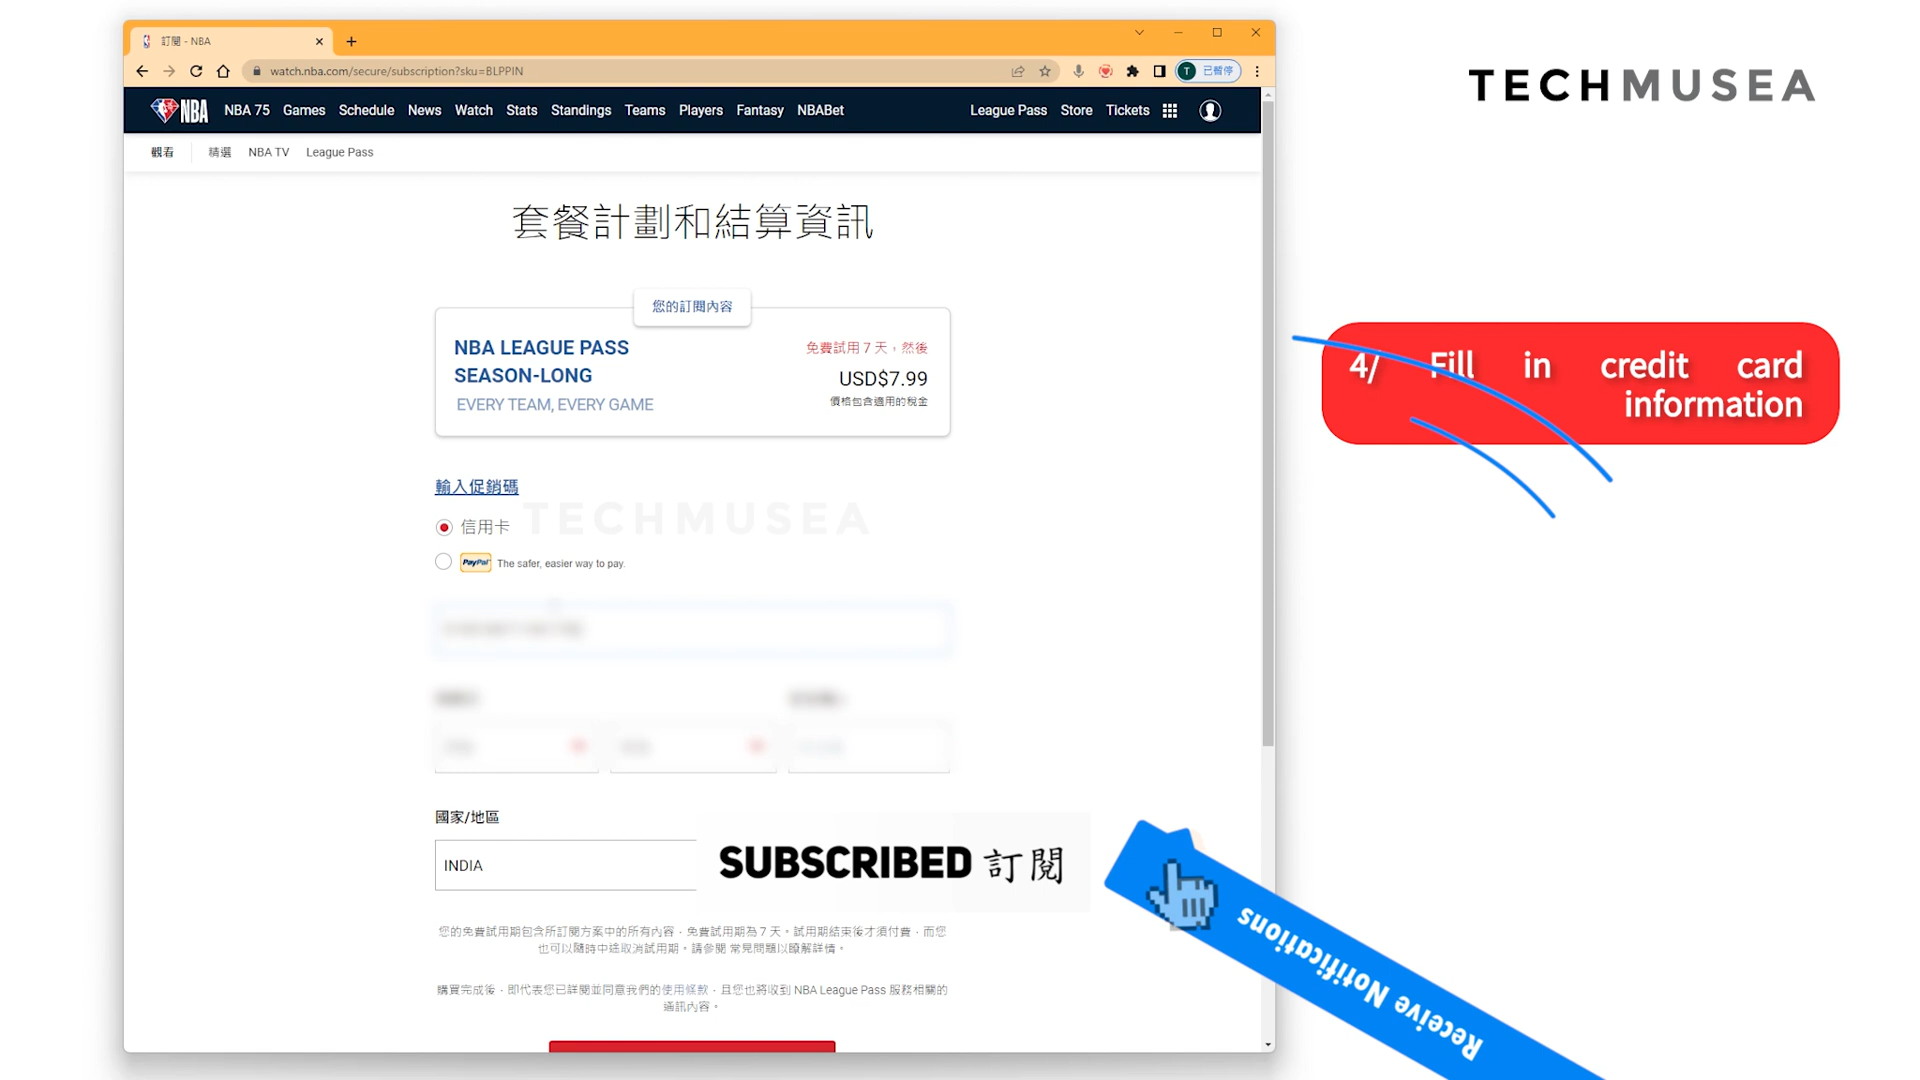 訂閱 - NBA
watch.nba.com/secure/subscription?sku=BLPPIN
T 已暫停
TECHMUSEA
NBA NBA 75 Games Schedule News Watch Stats Standings Teams Players Fantasy NBABet League Pass Store Tickets
觀看 精選 NBA TV League Pass
套餐計劃和結算資訊
您的訂閱內容
NBA LEAGUE PASS
SEASON-LONG
EVERY TEAM, EVERY GAME
免費試用 7 天，然後
USD$7.99
價格包含適用的稅金
4/ Fill in credit card
information
輸入促銷碼
TECHMUSEA
信用卡
PayPal The safer, easier way to pay.
國家/地區
INDIA
SUBSCRIBED 訂閱
Receive Notifications
您的免費試用期包含所訂閱方案中的所有內容，免費試用期為 7 天。試用期結束後才須付費，而您
也可以隨時中途取消試用期。請參閱 常見問題以瞭解詳情。
購買完成後，即代表您已詳閱並同意我們的使用條款，且您也將收到 NBA League Pass 服務相關的
通訊內容。